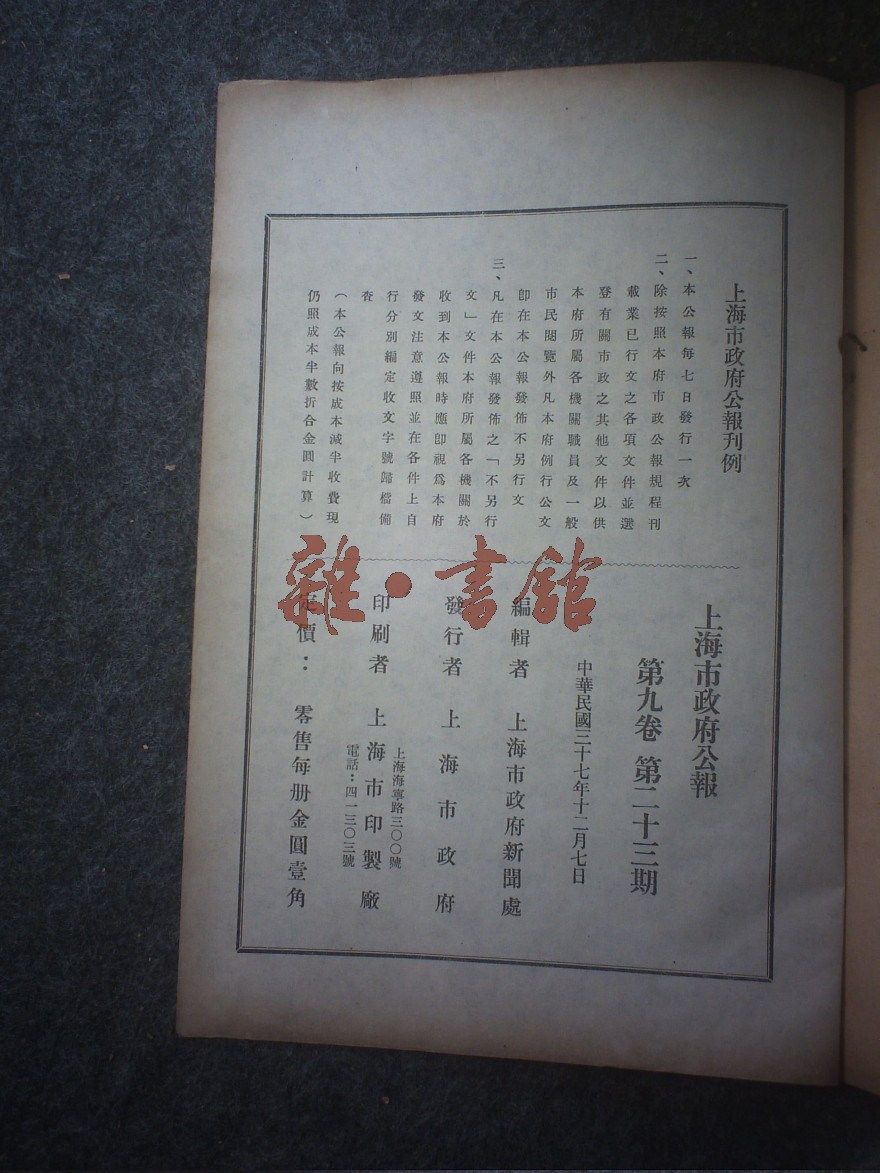 上海市政府公報刊例
一、本公報每七日發行一次
二、除按照本府市政公報規程刊
載業已行文之各項文件並選
登有關市政之其他文件以供
本府所屬各機關職員及一般
市民閱覽外凡本府例行公文
卽在本公報發佈不另行文
三、凡在本公報發佈之「不另行
文」文件本府所屬各機關於
收到本公報時應卽視爲本府
發文注意遵照並在各件上自
行分別編定收文字號歸檔備
查
（本公報向按成本減半收費現
仍照成本半數折合金圓計算）
上海市政府公報
第九卷 第二十三期
中華民國三十七年十二月七日
編輯者 上海市政府新聞處
發行者 上海市政府
印刷者 上海市印製廠
上海海寧路三〇〇號
電話：四一三〇三號
定價： 零售每册金圓壹角
雜·書館